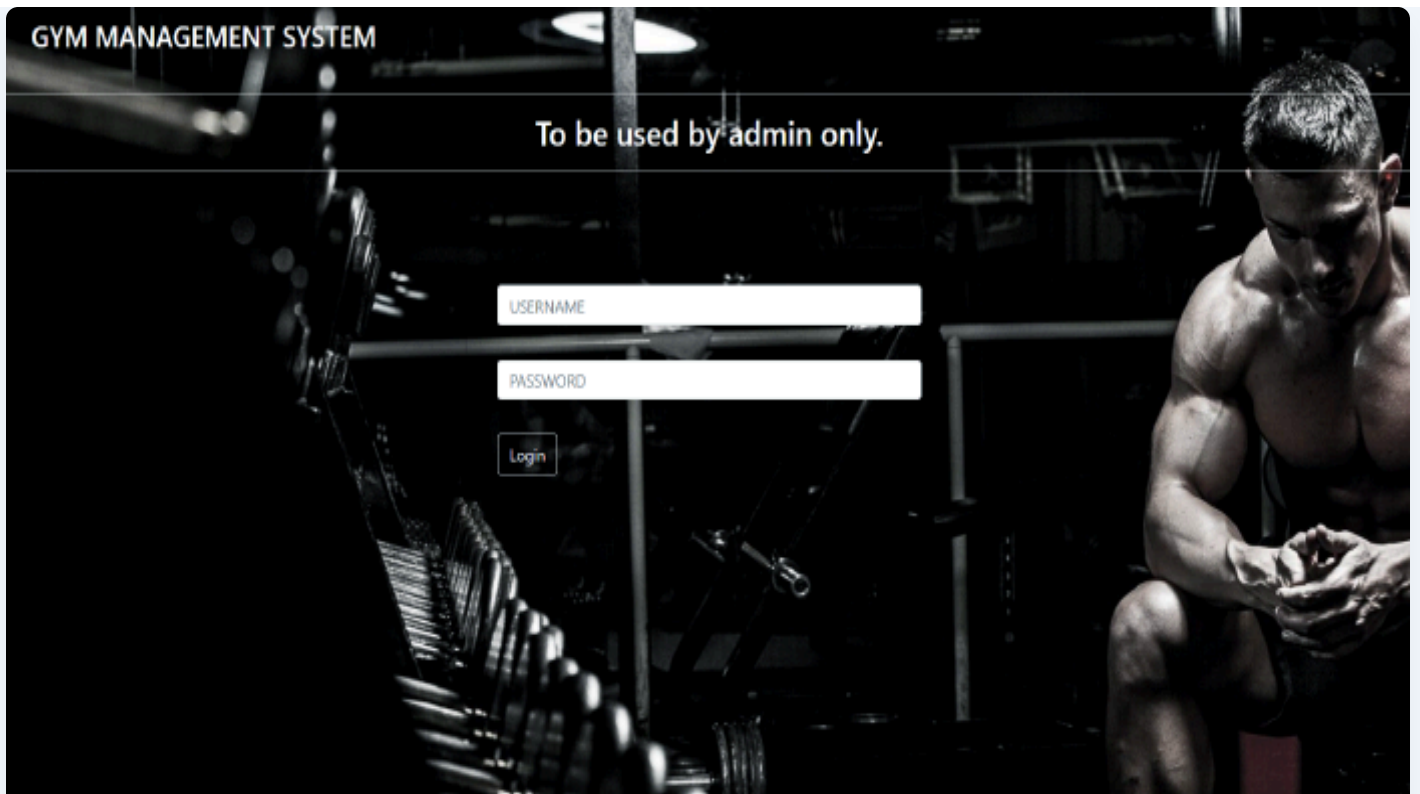 GYM MANAGEMENT SYSTEM
To be used by admin only.
USERNAME
PASSWORD
Login